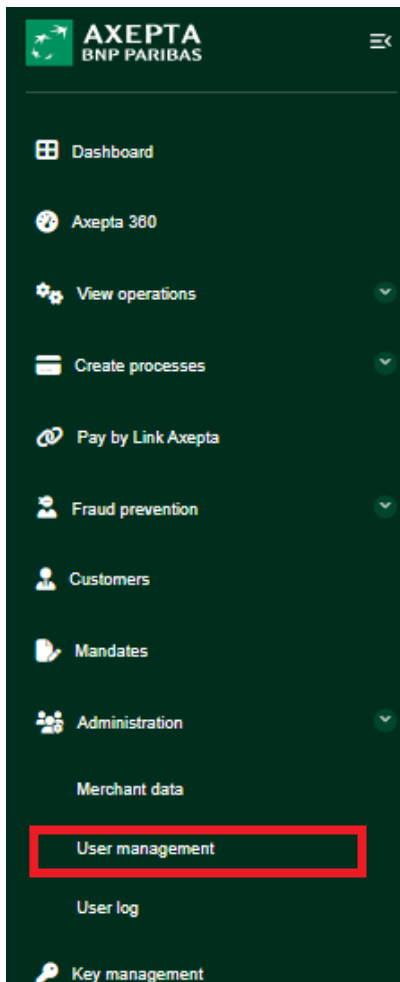 AXEPTA
BNP PARIBAS
Dashboard
Axepta 360
View operations
Create processes
Pay by Link Axepta
Fraud prevention
Customers
Mandates
Administration
Merchant data
User management
User log
Key management